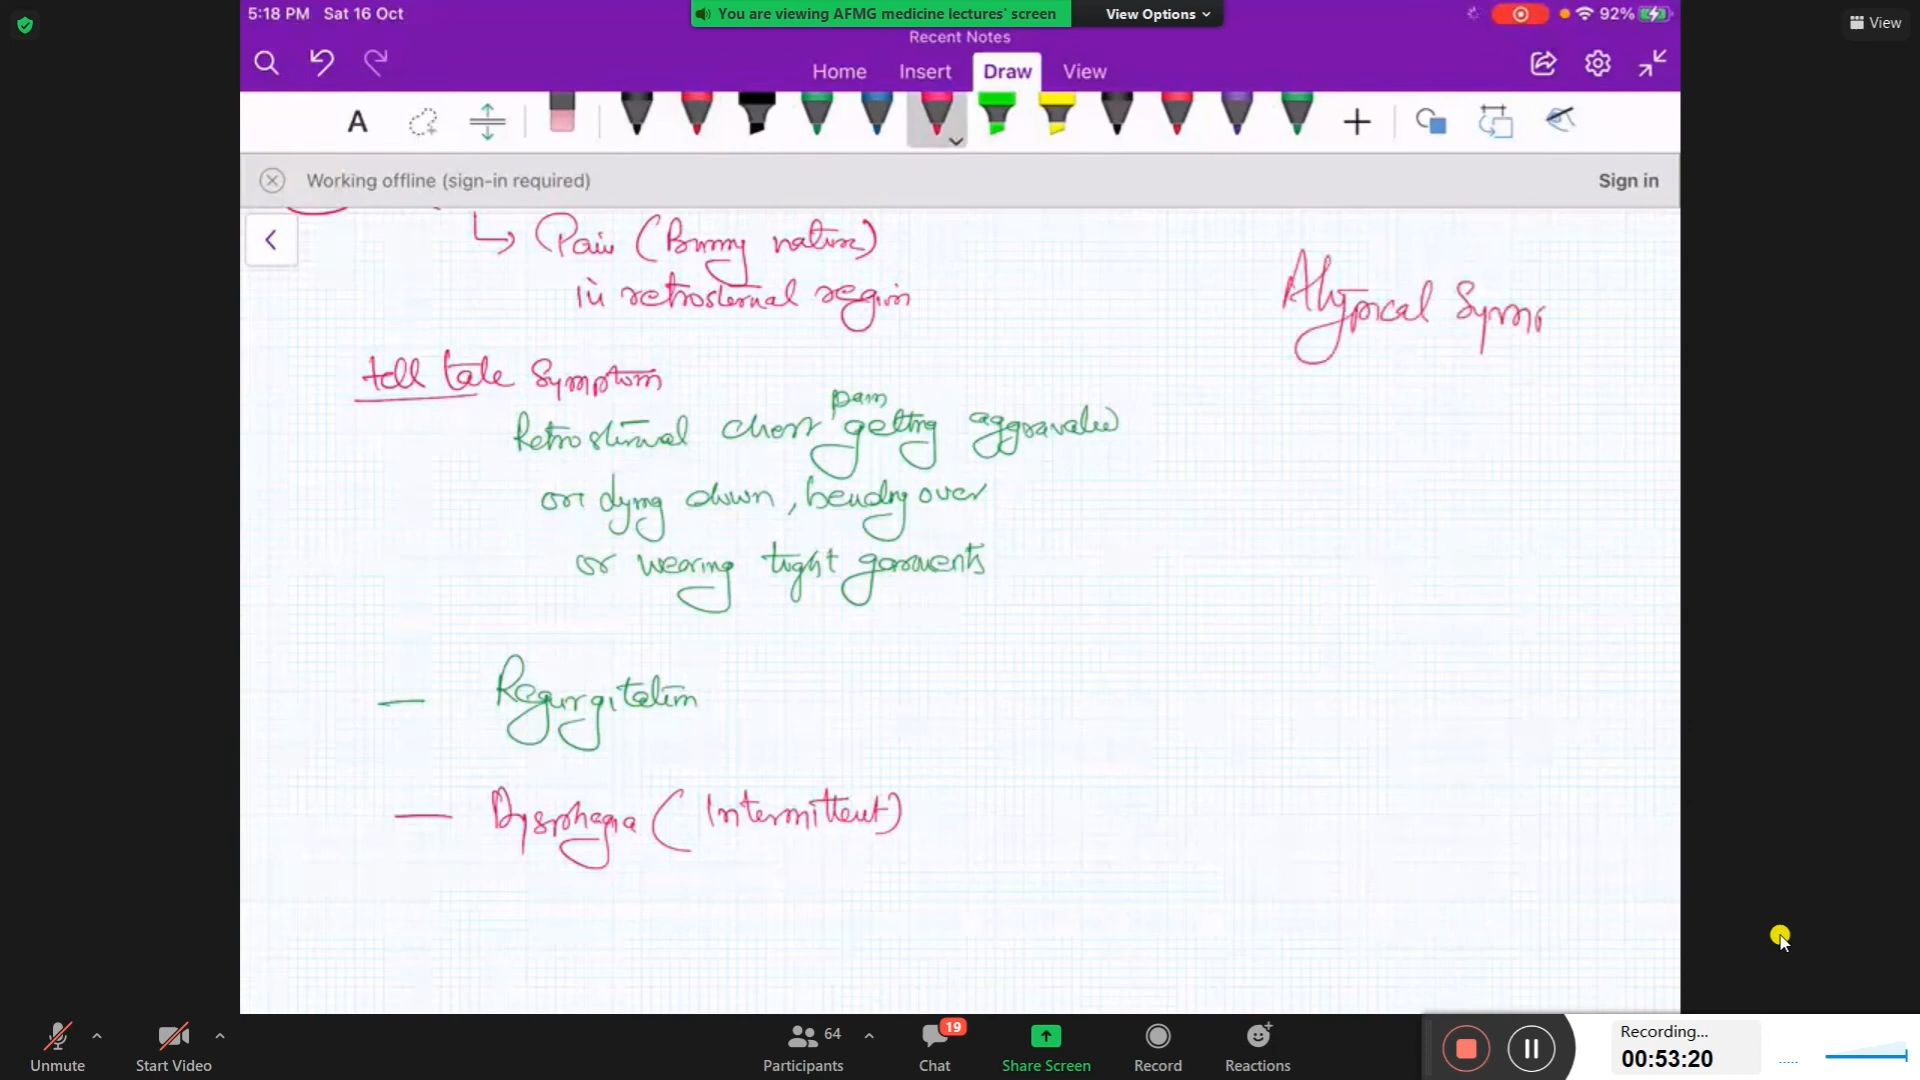 5:18 PM Sat 16 Oct
You are viewing AFMG medicine lectures' screen
View Options
92%
View
Recent Notes
Home Insert Draw View
A
Working offline (sign-in required)
Sign in
Pain (Burning nature)
in retrosternal region
Atypical Symp
tell tale Symptom
Retrosternal chest pain getting aggravated
on lying down, bending over
or wearing tight garments
— Regurgitation
— Dysphagia (Intermittent)
Unmute
Start Video
64
Participants
19
Chat
Share Screen
Record
Reactions
Recording...
00:53:20